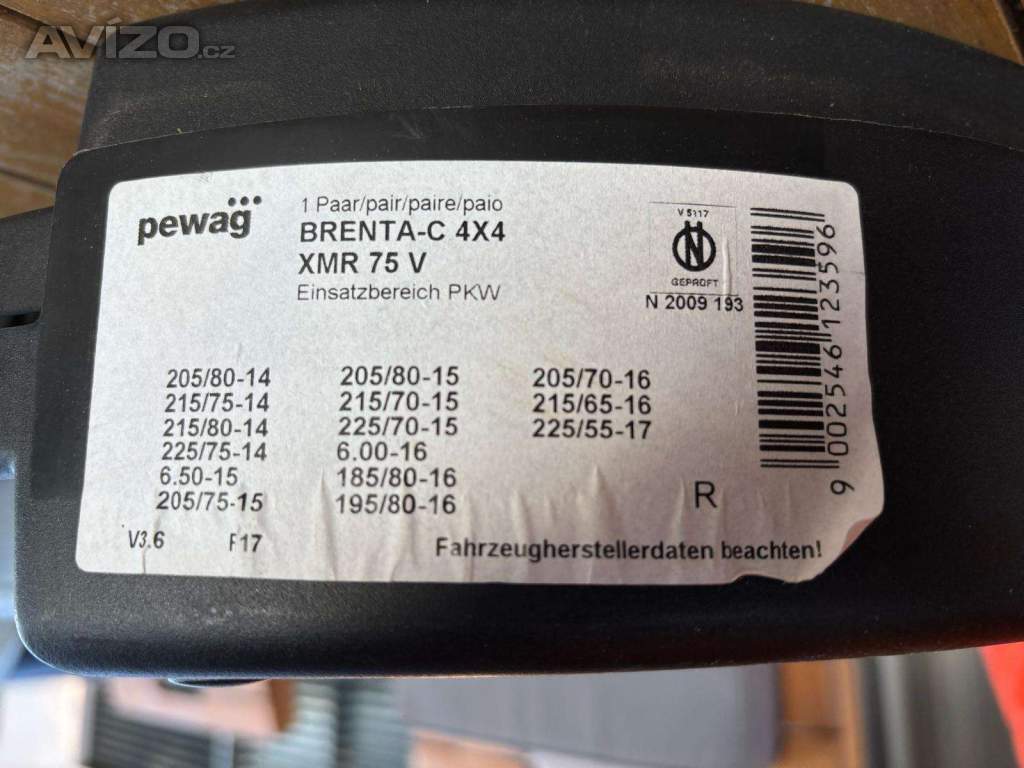 AVÍZO.cz
pewag
1 Paar/pair/paire/paio
BRENTA-C 4X4
XMR 75 V
Einsatzbereich PKW
V 5117
GEPRÜFT
N 2009 193
205/80-14
215/75-14
215/80-14
225/75-14
6.50-15
205/75-15
205/80-15
215/70-15
225/70-15
6.00-16
185/80-16
195/80-16
205/70-16
215/65-16
225/55-17
R
V3.6 F17
Fahrzeugherstellerdaten beachten!
9 002546 123596